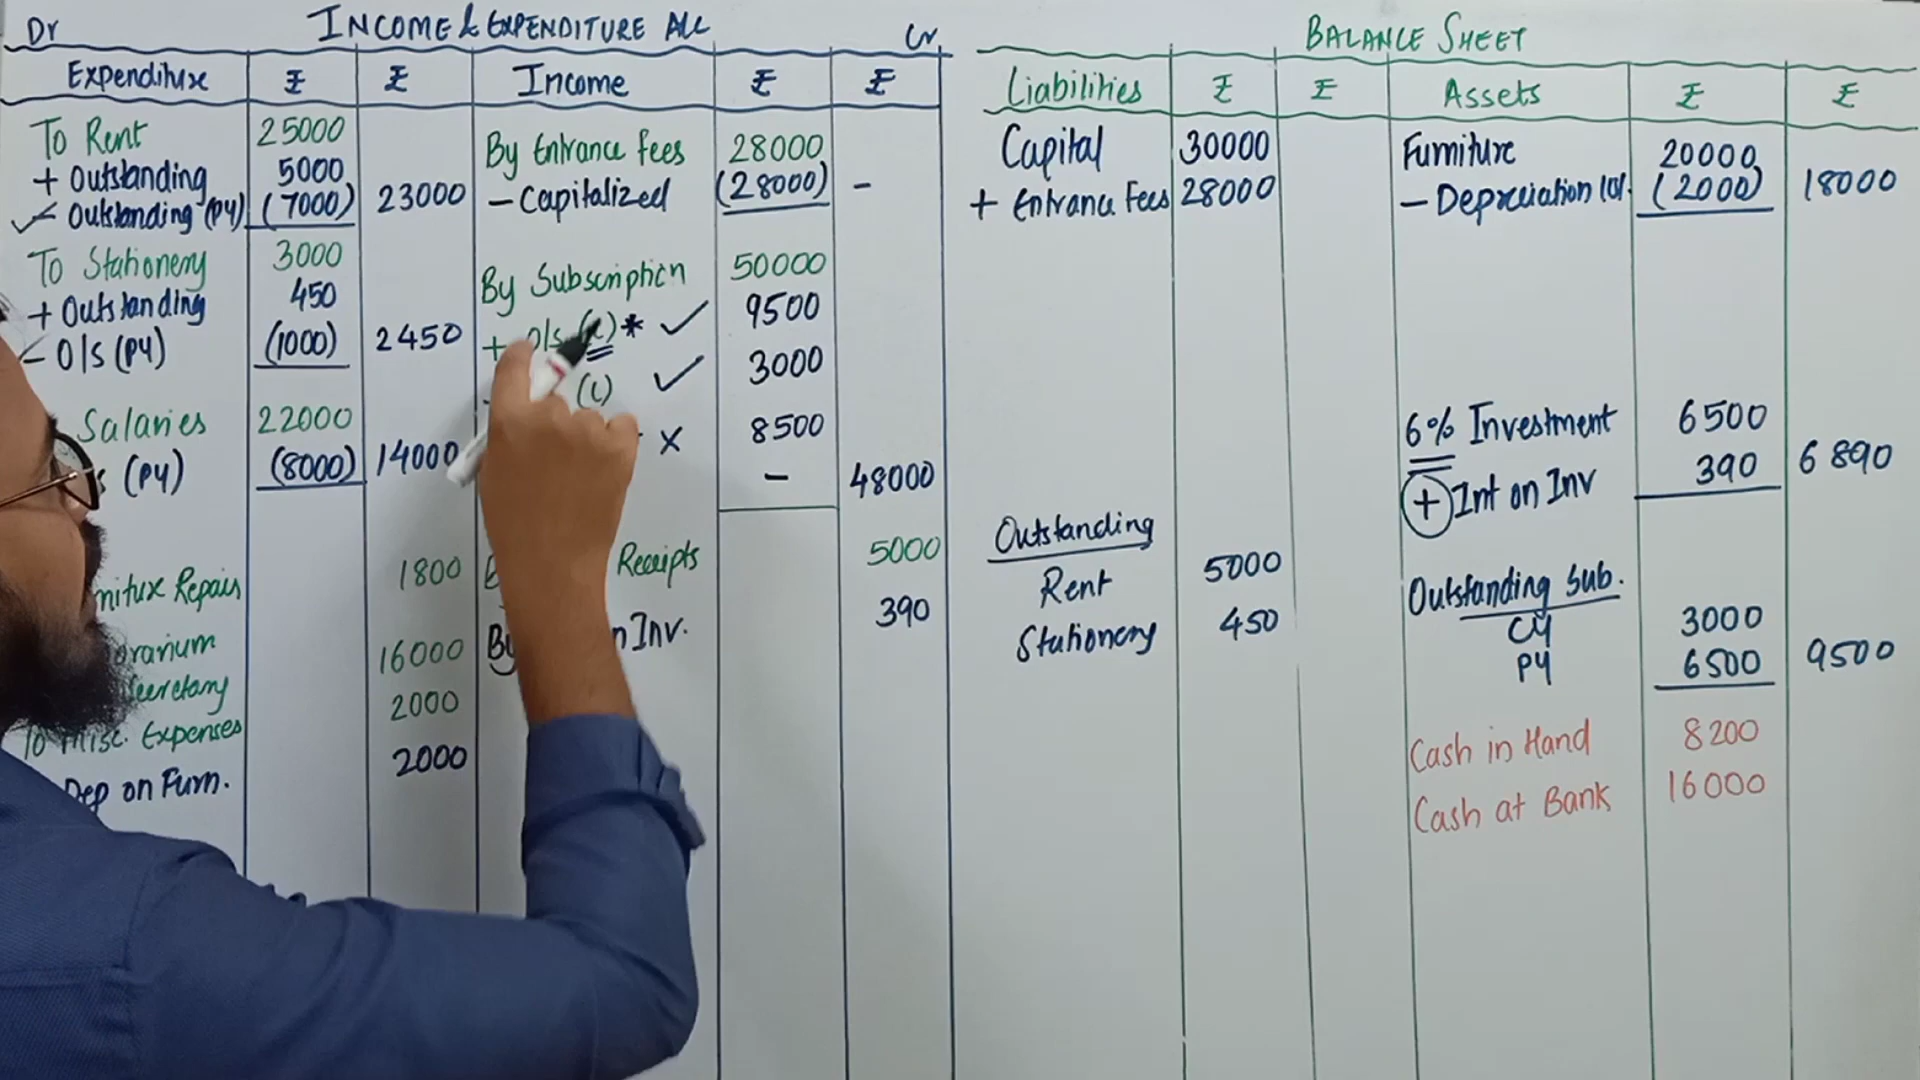 INCOME & EXPENDITURE A/C
Dr Cr
Expenditure ₹ ₹ Income ₹ ₹
To Rent 25000
+ Outstanding 5000
- Outstanding (PY) (7000) 23000
To Stationery 3000
+ Outstanding 450
- O/s (PY) (1000) 2450
Salaries 22000
(PY) (8000) 14000
Repairs 1800
16000
Secretary
To Misc. Expenses 2000
Dep on Furn. 2000
By Entrance fees 28000
- Capitalized (28000) -
By Subscription 50000
+ O/s (L) * ✓ 9500
(L) ✓ 3000
x 8500
- 48000
Receipts 5000
By Inv. 390
BALANCE SHEET
Liabilities ₹ ₹ Assets ₹ ₹
Capital 30000
+ Entrance Fees 28000
Outstanding
Rent 5000
Stationery 450
Furniture 20000
- Depreciation (2000) 18000
6% Investment 6500
+ Int on Inv 390 6890
Outstanding Sub.
CY 3000
PY 6500 9500
Cash in Hand 8200
Cash at Bank 16000